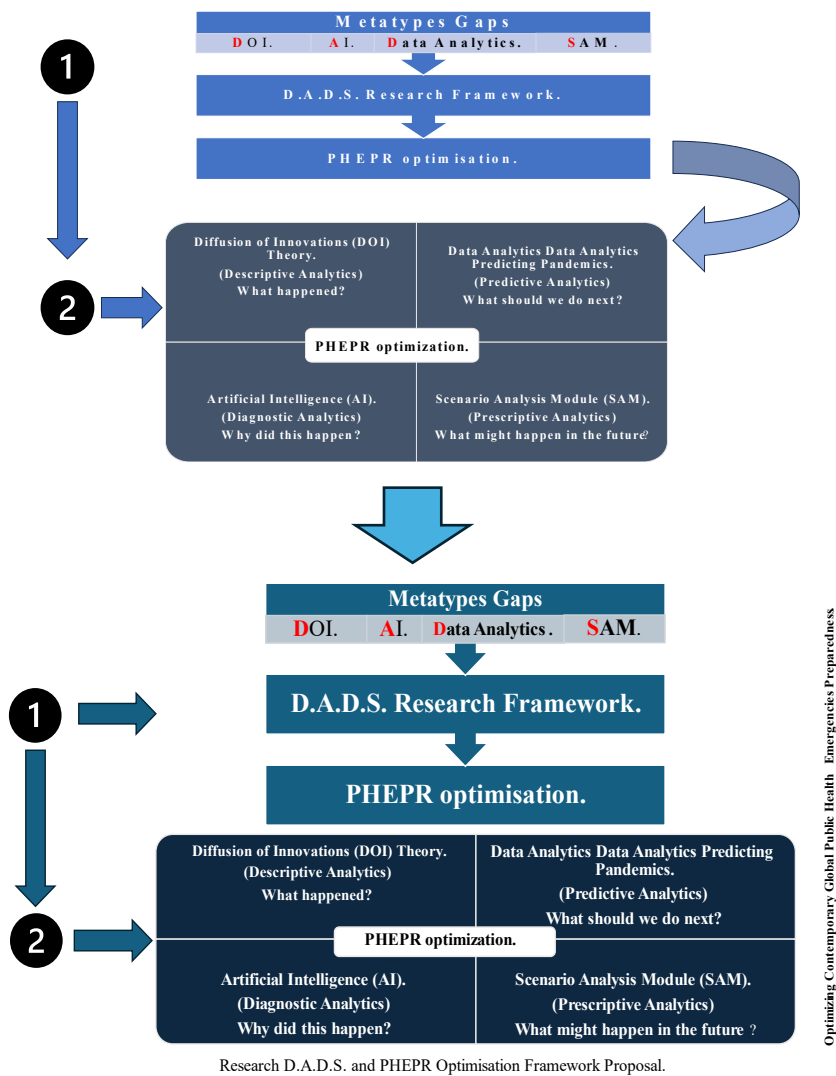 Metatypes Gaps
DOI. AI. Data Analytics. SAM.
1
D.A.D.S. Research Framework.
PHEPR optimisation.
Diffusion of Innovations (DOI)
Theory.
(Descriptive Analytics)
What happened?
Data Analytics Data Analytics
Predicting Pandemics.
(Predictive Analytics)
What should we do next?
2
PHEPR optimization.
Artificial Intelligence (AI).
(Diagnostic Analytics)
Why did this happen?
Scenario Analysis Module (SAM).
(Prescriptive Analytics)
What might happen in the future?
Metatypes Gaps
DOI. AI. Data Analytics. SAM.
1
D.A.D.S. Research Framework.
PHEPR optimisation.
Diffusion of Innovations (DOI) Theory.
(Descriptive Analytics)
What happened?
Data Analytics Data Analytics Predicting
Pandemics.
(Predictive Analytics)
What should we do next?
2
PHEPR optimization.
Artificial Intelligence (AI).
(Diagnostic Analytics)
Why did this happen?
Scenario Analysis Module (SAM).
(Prescriptive Analytics)
What might happen in the future ?
Optimizing Contemporary Global Public Health Emergencies Preparedness
Research D.A.D.S. and PHEPR Optimisation Framework Proposal.